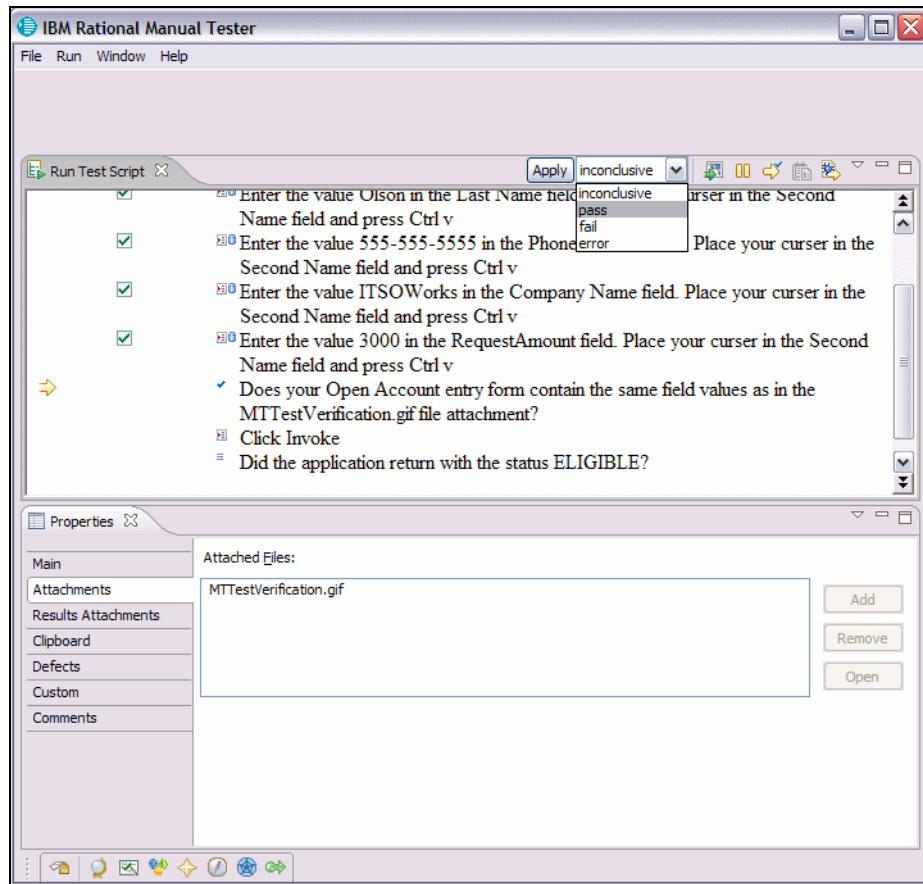 IBM Rational Manual Tester
File Run Window Help
Run Test Script
Apply inconclusive
inconclusive
pass
fail
error
Enter the value Olson in the Last Name field urser in the Second
Name field and press Ctrl v
Enter the value 555-555-5555 in the Phone Place your curser in the
Second Name field and press Ctrl v
Enter the value ITSOWorks in the Company Name field. Place your curser in the
Second Name field and press Ctrl v
Enter the value 3000 in the RequestAmount field. Place your curser in the Second
Name field and press Ctrl v
Does your Open Account entry form contain the same field values as in the
MTTestVerification.gif file attachment?
Click Invoke
Did the application return with the status ELIGIBLE?
Properties
Main
Attachments
Results Attachments
Clipboard
Defects
Custom
Comments
Attached Files:
MTTestVerification.gif
Add
Remove
Open